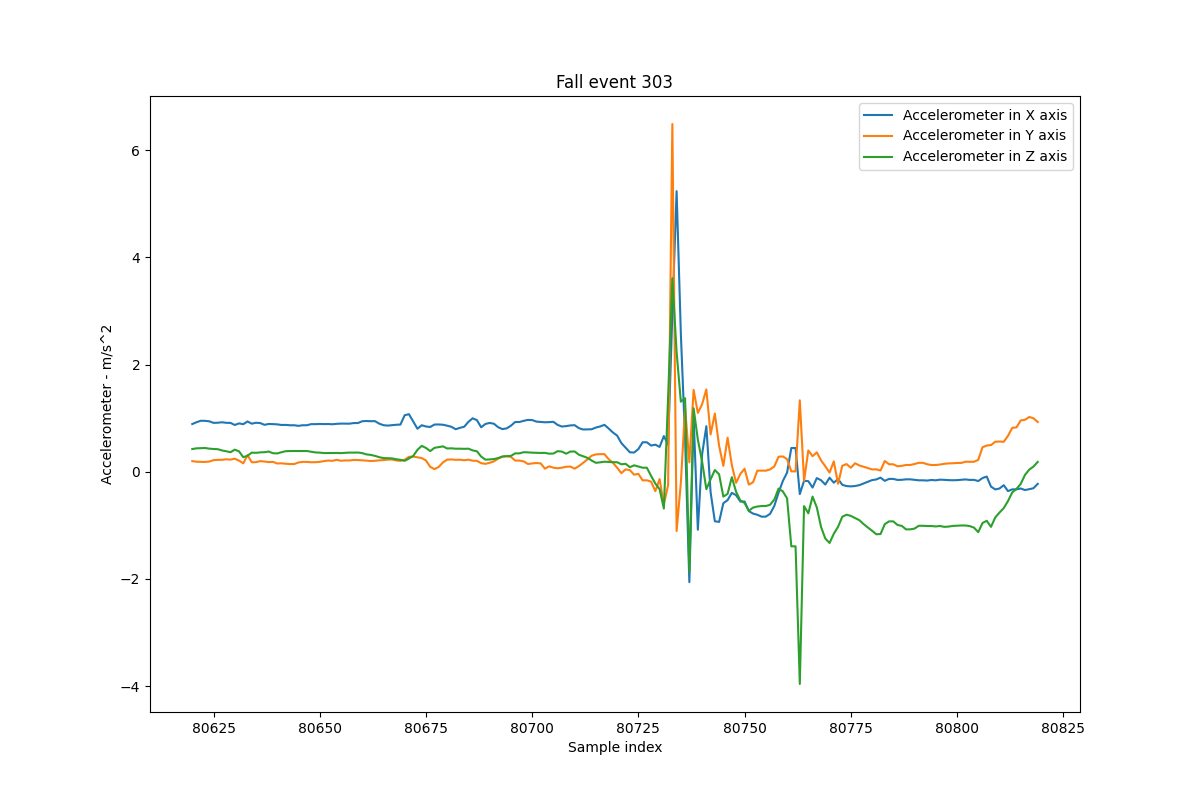 Fall event 303
Accelerometer in X axis
Accelerometer in Y axis
Accelerometer in Z axis
Accelerometer - m/s^2
6
4
2
0
−2
−4
80625 80650 80675 80700 80725 80750 80775 80800 80825
Sample index